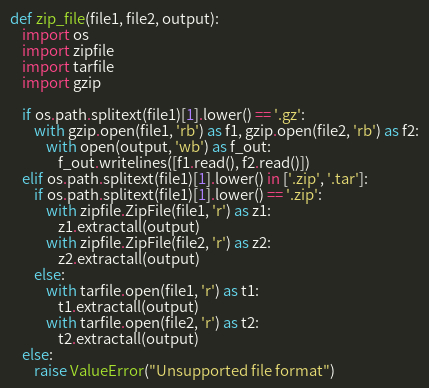 def zip_file(file1, file2, output):
    import os
    import zipfile
    import tarfile
    import gzip

    if os.path.splitext(file1)[1].lower() == '.gz':
        with gzip.open(file1, 'rb') as f1, gzip.open(file2, 'rb') as f2:
            with open(output, 'wb') as f_out:
                f_out.writelines([f1.read(), f2.read()])
    elif os.path.splitext(file1)[1].lower() in ['.zip', '.tar']:
        if os.path.splitext(file1)[1].lower() == '.zip':
            with zipfile.ZipFile(file1, 'r') as z1:
                z1.extractall(output)
            with zipfile.ZipFile(file2, 'r') as z2:
                z2.extractall(output)
        else:
            with tarfile.open(file1, 'r') as t1:
                t1.extractall(output)
            with tarfile.open(file2, 'r') as t2:
                t2.extractall(output)
    else:
        raise ValueError("Unsupported file format")